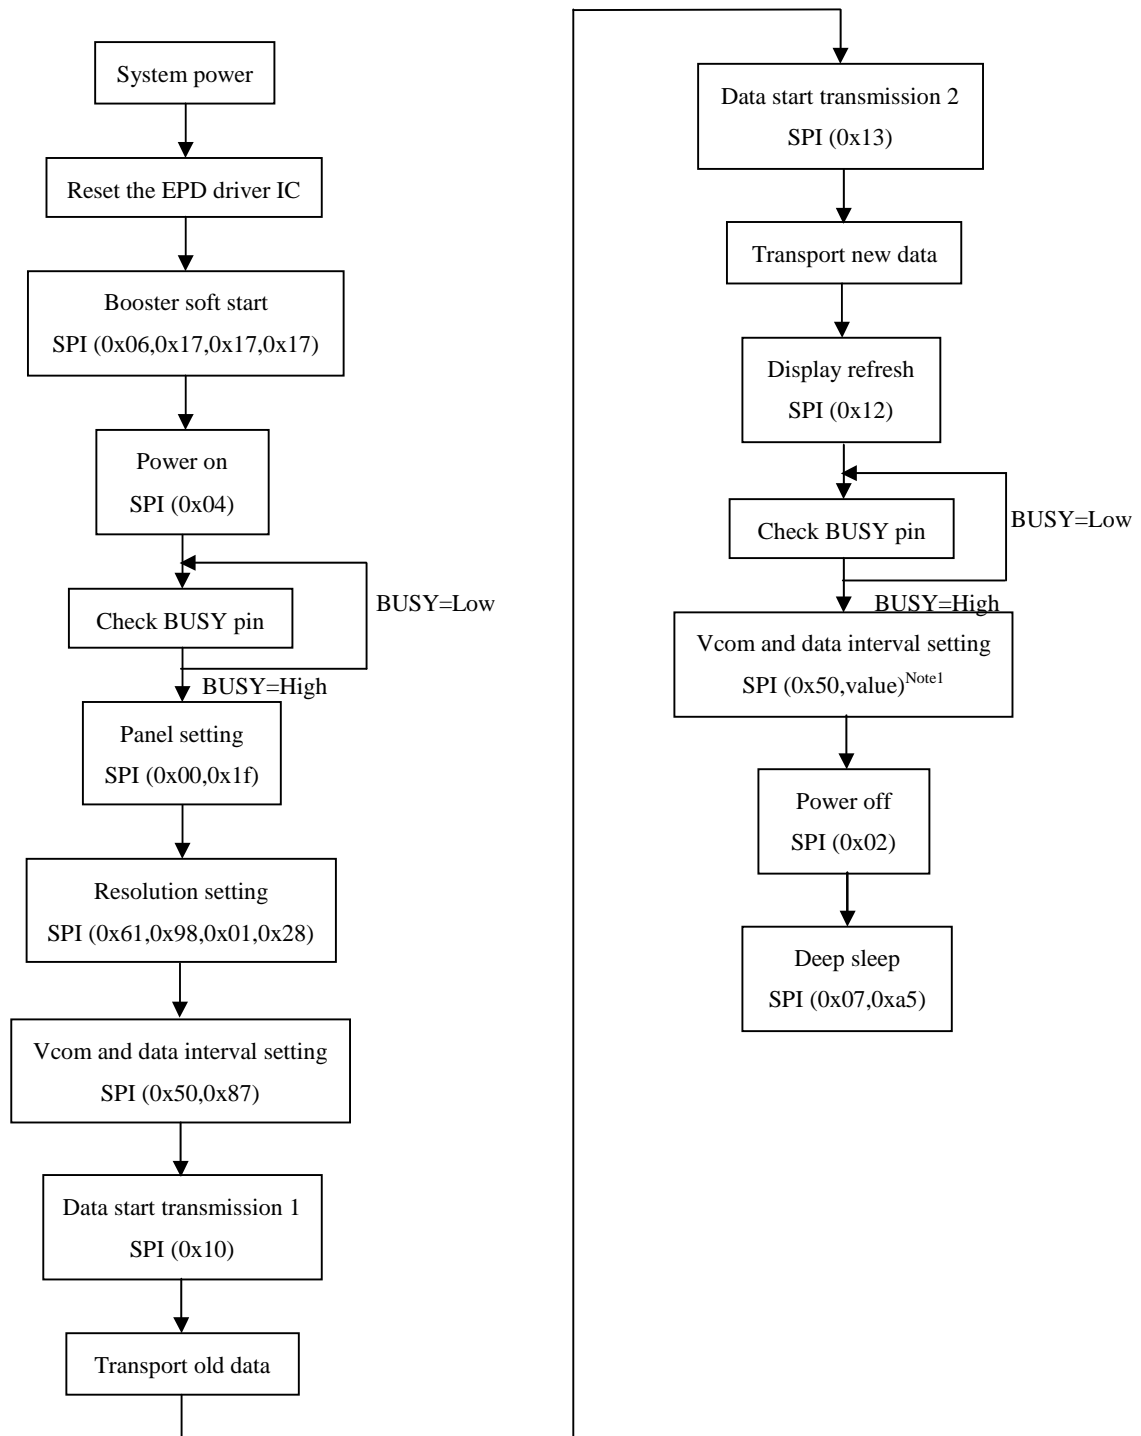 System power
Reset the EPD driver IC
Booster soft start
SPI (0x06,0x17,0x17,0x17)
Power on
SPI (0x04)
BUSY=Low
Check BUSY pin
BUSY=High
Panel setting
SPI (0x00,0x1f)
Resolution setting
SPI (0x61,0x98,0x01,0x28)
Vcom and data interval setting
SPI (0x50,0x87)
Data start transmission 1
SPI (0x10)
Transport old data
Data start transmission 2
SPI (0x13)
Transport new data
Display refresh
SPI (0x12)
BUSY=Low
Check BUSY pin
BUSY=High
Vcom and data interval setting
SPI (0x50,value)Note1
Power off
SPI (0x02)
Deep sleep
SPI (0x07,0xa5)